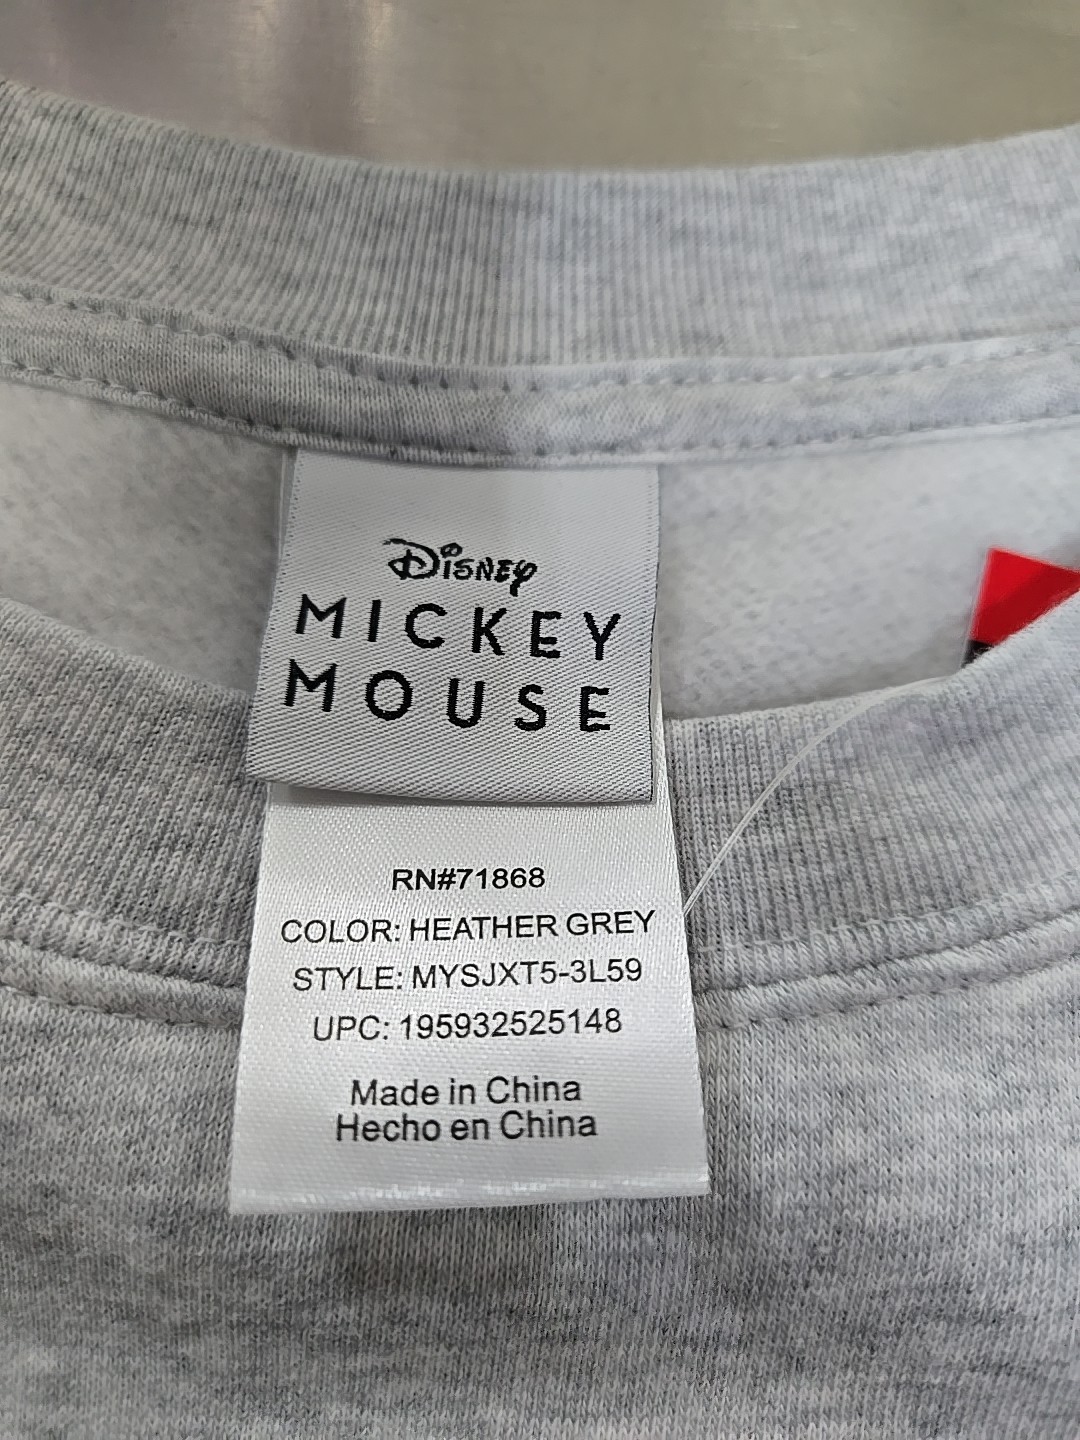 Disney
MICKEY
MOUSE
RN#71868
COLOR: HEATHER GREY
STYLE: MYSJXT5-3L59
UPC: 195932525148
Made in China
Hecho en China